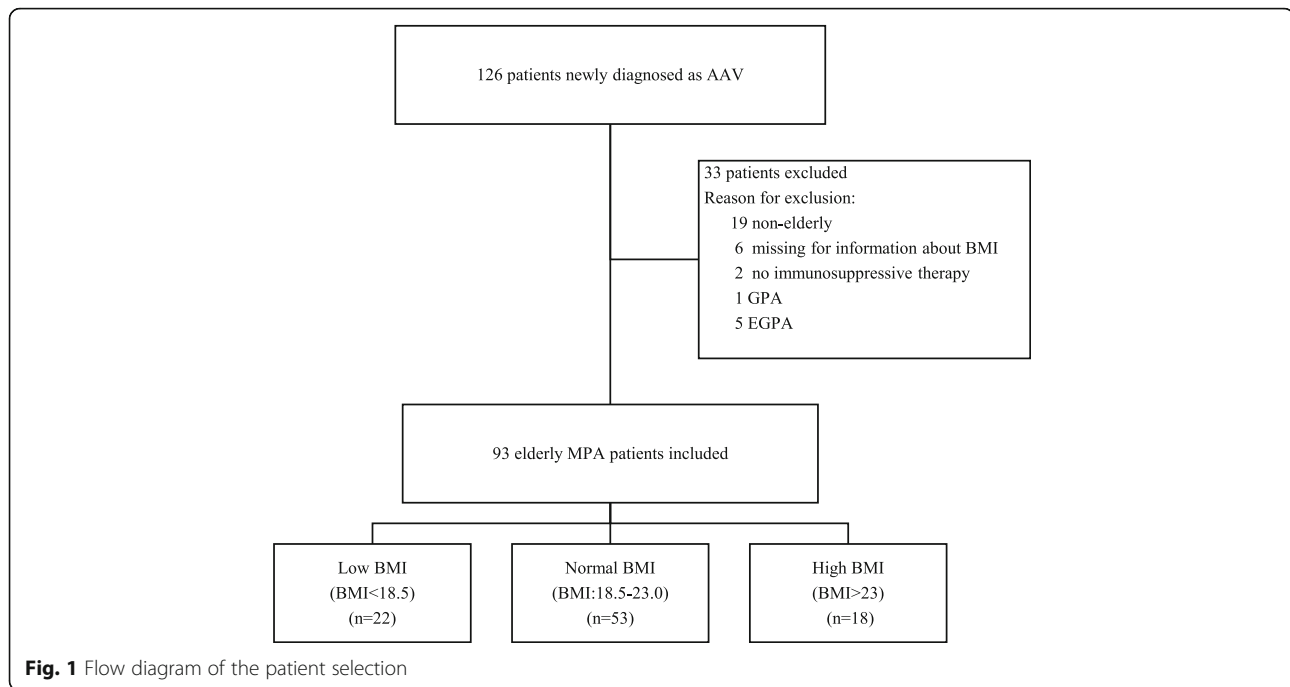 126 patients newly diagnosed as AAV
33 patients excluded
Reason for exclusion:
19 non-elderly
6 missing for information about BMI
2 no immunosuppressive therapy
1 GPA
5 EGPA
93 elderly MPA patients included
Low BMI
(BMI<18.5)
(n=22)
Normal BMI
(BMI:18.5-23.0)
(n=53)
High BMI
(BMI>23)
(n=18)
Fig. 1 Flow diagram of the patient selection